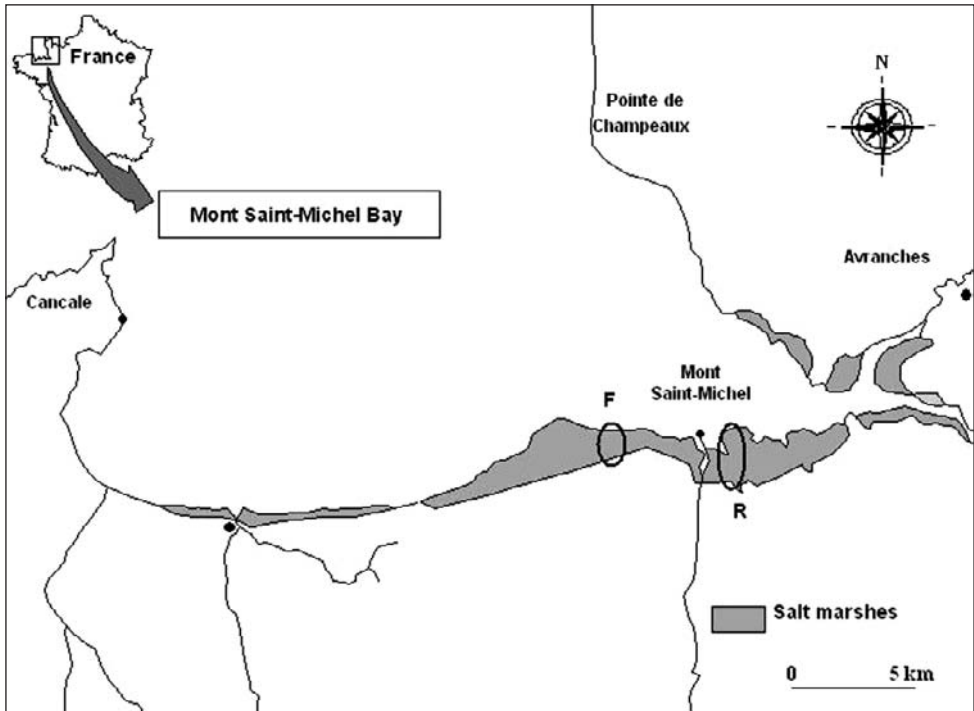 France
Pointe de
Champeaux
N
Mont Saint-Michel Bay
Avranches
Cancale
Mont
Saint-Michel
F
R
Salt marshes
0 5 km